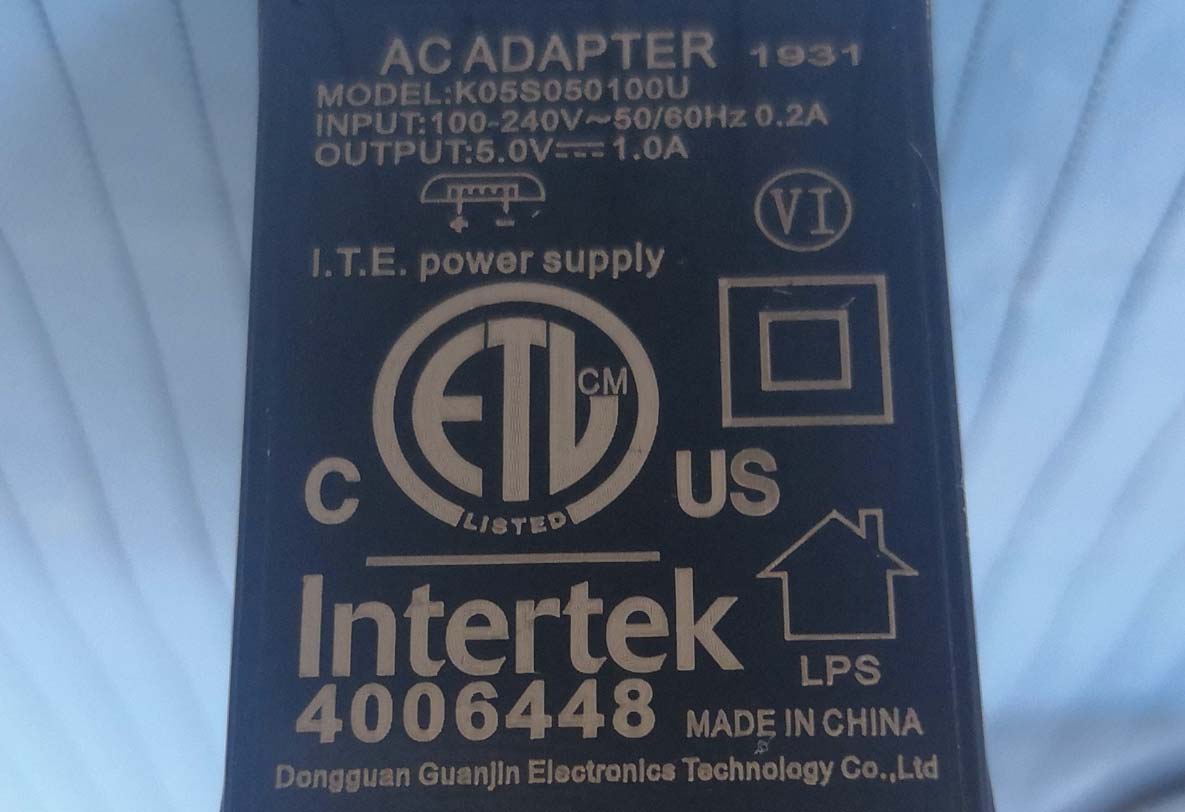 AC ADAPTER 1931
MODEL:K05S050100U
INPUT:100-240V~50/60Hz 0.2A
OUTPUT:5.0V⎓1.0A
+ -
VI
I.T.E. power supply
ETL CM
C US
LISTED
Intertek
4006448
LPS
MADE IN CHINA
Dongguan Guanjin Electronics Technology Co.,Ltd